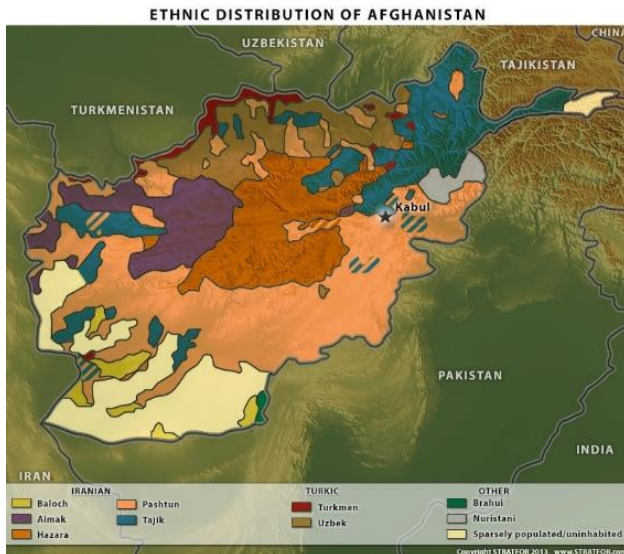 ETHNIC DISTRIBUTION OF AFGHANISTAN
CHINA
UZBEKISTAN
TAJIKISTAN
TURKMENISTAN
Kabul
PAKISTAN
INDIA
IRAN
IRANIAN
Baloch
Aimak
Hazara
Pashtun
Tajik
TURKIC
Turkmen
Uzbek
OTHER
Brahui
Nuristani
Sparsely populated/uninhabited
Copyright STRATFOR 2013 www.STRATFOR.com